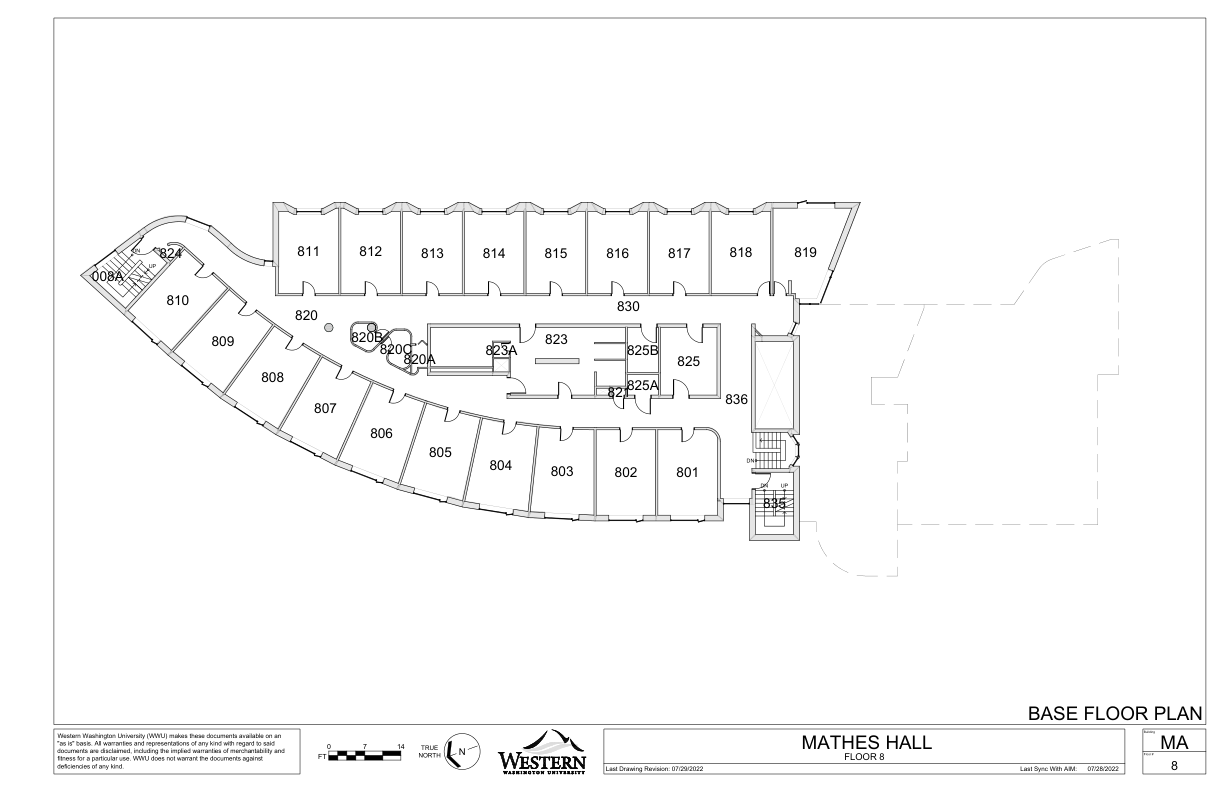 811
812
813
814
815
816
817
818
819
DN
824
UP
008A
810
820
830
809
820B
820C
820A
823A
823
825B
825
808
825A
821
807
836
806
805
804
803
802
801
DN
DN
UP
835
BASE FLOOR PLAN
Western Washington University (WWU) makes these documents available on an
"as is" basis. All warranties and representations of any kind with regard to said
documents are disclaimed, including the implied warranties of merchantability and
fitness for a particular use. WWU does not warrant the documents against
deficiencies of any kind.
0 7 14
FT
TRUE
NORTH
N
WESTERN
WASHINGTON UNIVERSITY
MATHES HALL
FLOOR 8
Last Drawing Revision: 07/29/2022
Last Sync With AIM: 07/28/2022
Building
MA
8